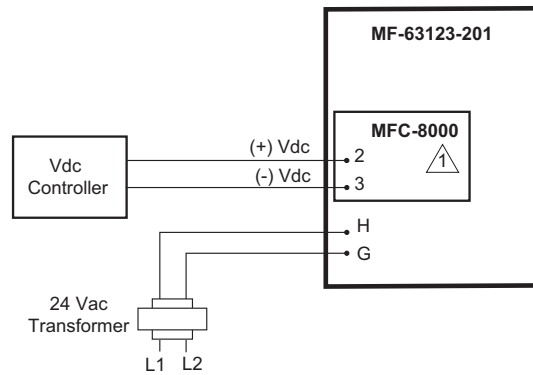 MF-63123-201
MFC-8000
1
(+) Vdc
2
(-) Vdc
3
Vdc
Controller
H
G
24 Vac
Transformer
L1 L2